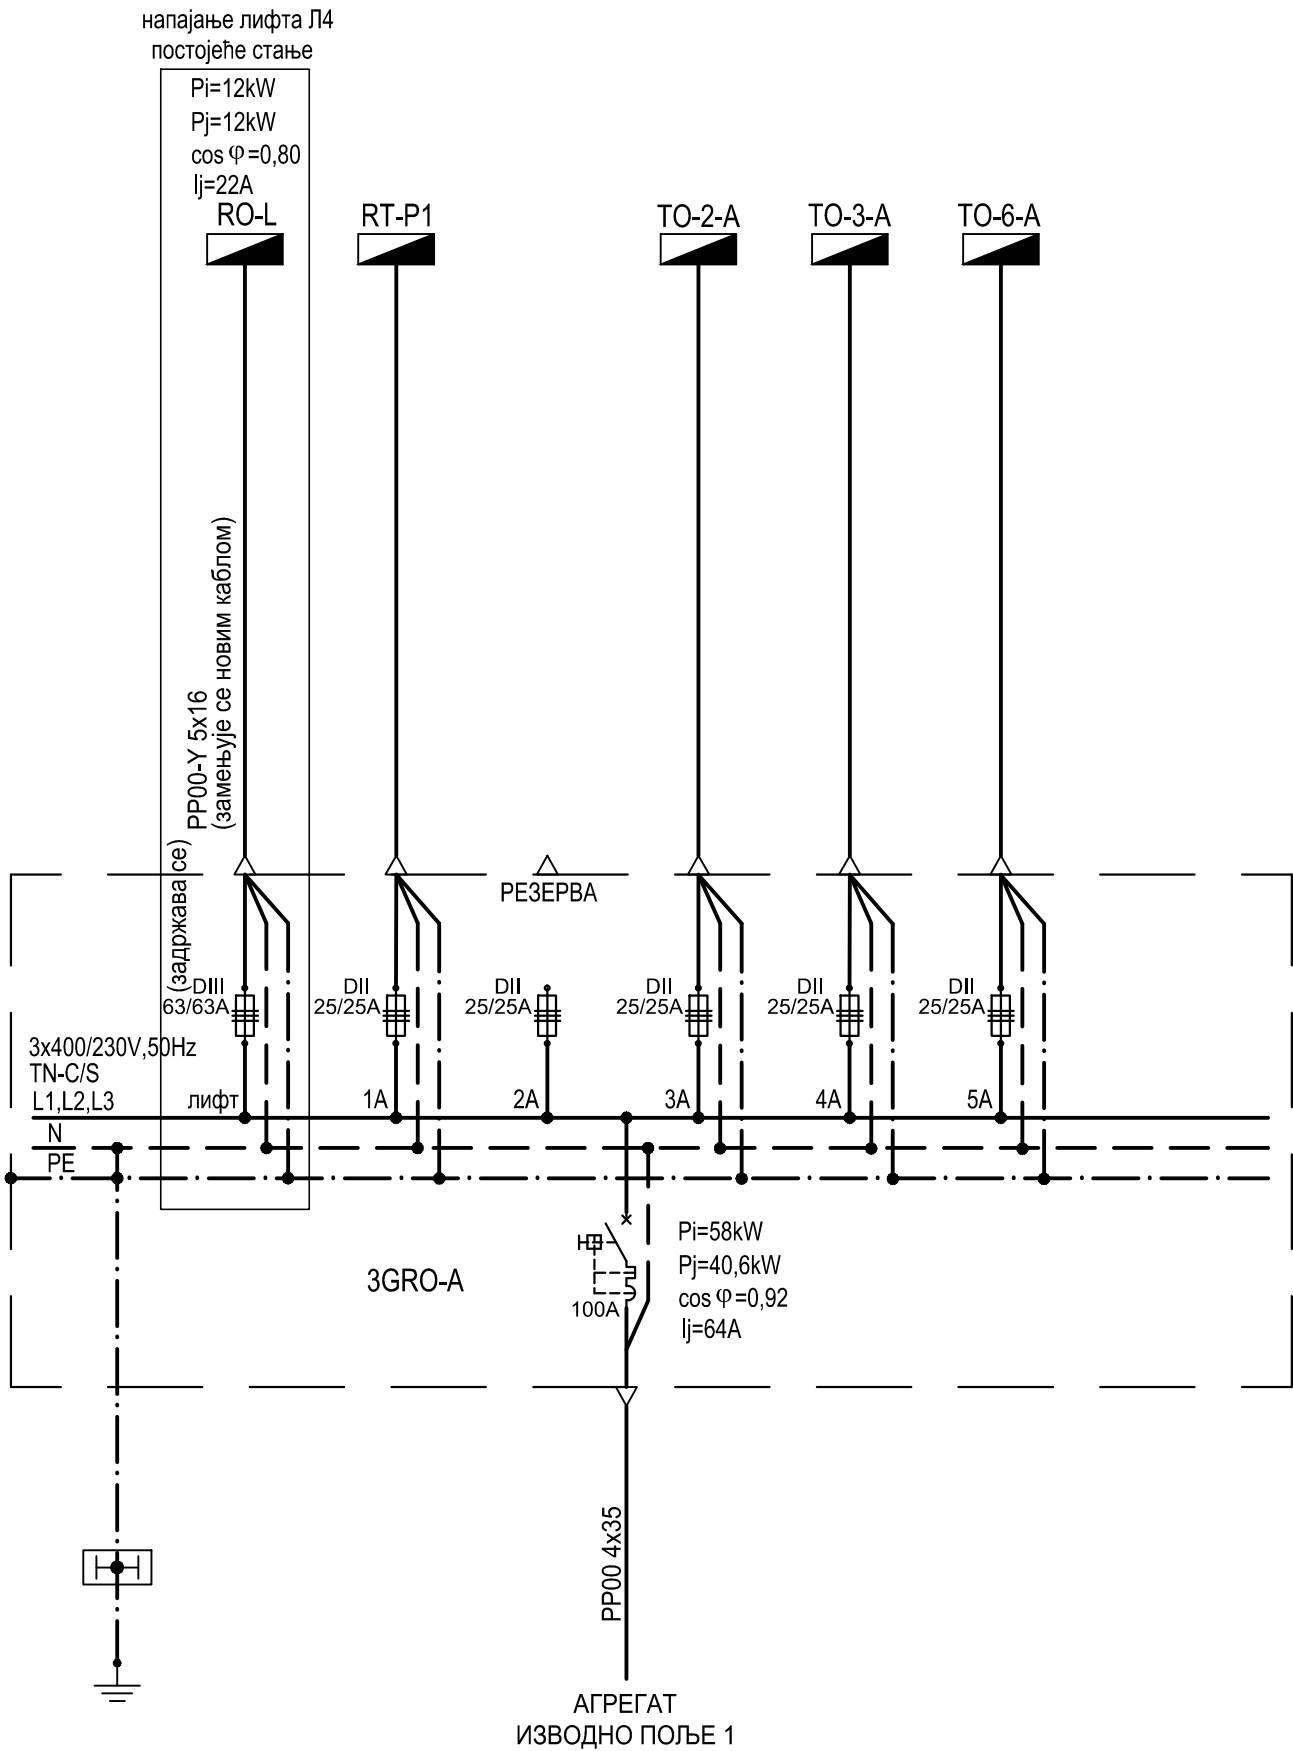 напајање лифта Л4
постојеће стање
Pi=12kW
Pj=12kW
cos φ=0,80
Ij=22A
RO-L
RT-P1
TO-2-A
TO-3-A
TO-6-A
PP00-Y 5x16
(замењује се новим каблом)
(задржава се)
РЕЗЕРВА
DIII
63/63A
DII
25/25A
DII
25/25A
DII
25/25A
DII
25/25A
DII
25/25A
3x400/230V,50Hz
TN-C/S
L1,L2,L3
лифт
1A
2A
3A
4A
5A
N
PE
3GRO-A
100A
Pi=58kW
Pj=40,6kW
cos φ=0,92
Ij=64A
PP00 4x35
АГРЕГАТ
ИЗВОДНО ПОЉЕ 1